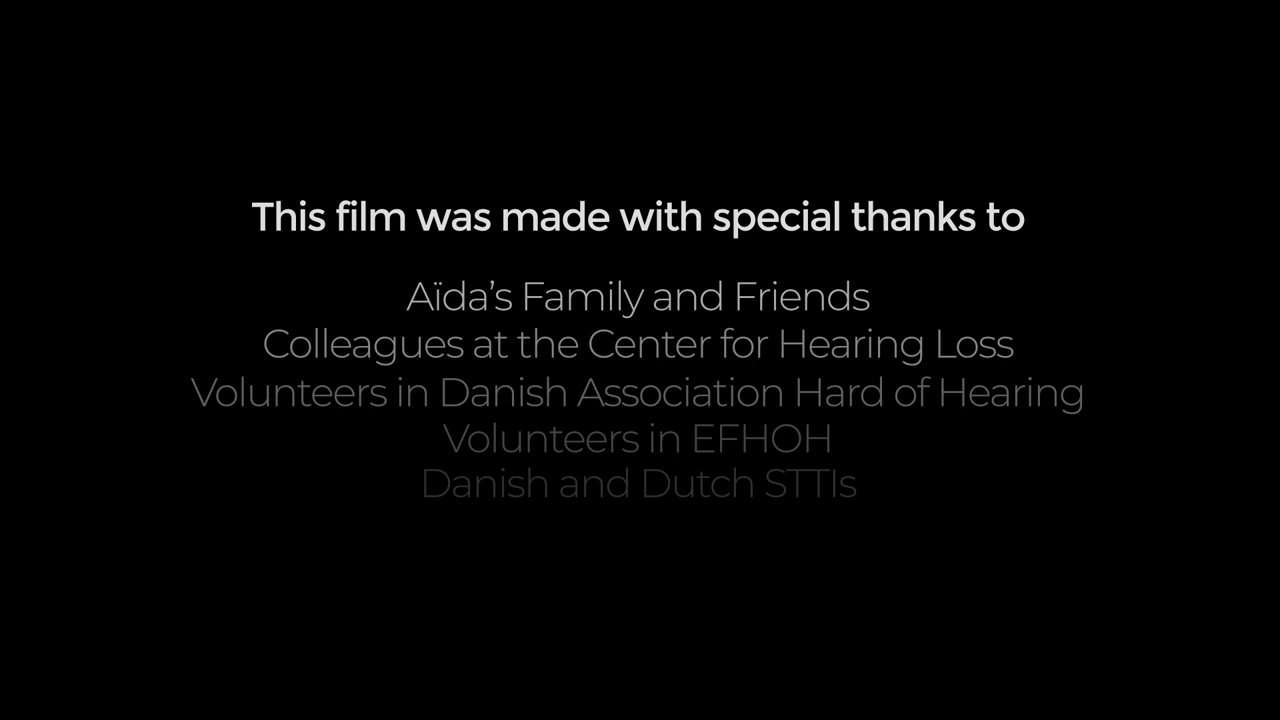 This film was made with special thanks to
Aïda’s Family and Friends
Colleagues at the Center for Hearing Loss
Volunteers in Danish Association Hard of Hearing
Volunteers in EFHOH
Danish and Dutch STTIs